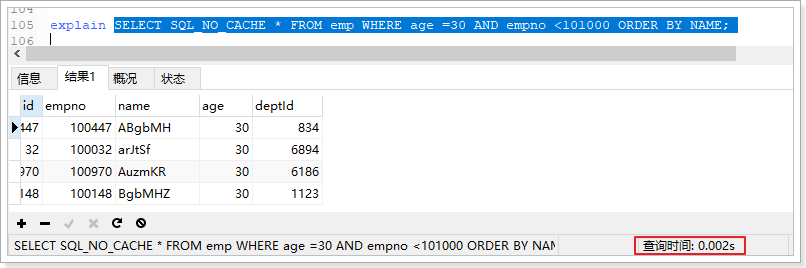 104
105 explain SELECT SQL_NO_CACHE * FROM emp WHERE age =30 AND empno <101000 ORDER BY NAME;
106
信息 结果1 概况 状态
id empno name age deptId
447 100447 ABgbMH 30 834
32 100032 arJtSf 30 6894
970 100970 AuzmKR 30 6186
148 100148 BgbMHZ 30 1123
SELECT SQL_NO_CACHE * FROM emp WHERE age =30 AND empno <101000 ORDER BY NAM 查询时间: 0.002s